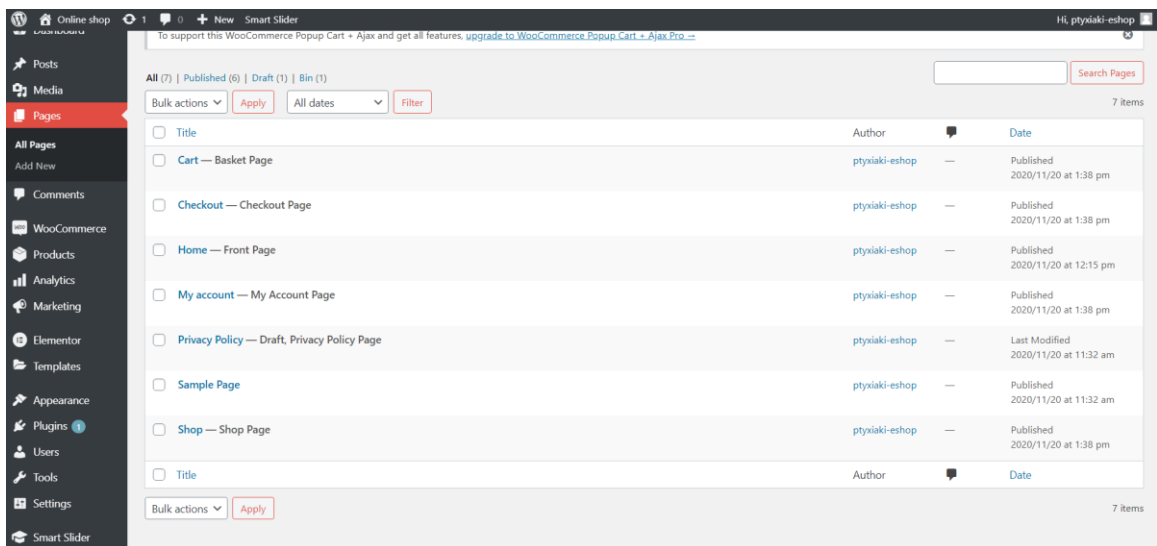 Online shop 1 0 New Smart Slider Hi, ptyxiaki-eshop
Dashboard
To support this WooCommerce Popup Cart + Ajax and get all features, upgrade to WooCommerce Popup Cart + Ajax Pro →
Posts
Media
Pages
All Pages
Add New
Comments
WooCommerce
Products
Analytics
Marketing
Elementor
Templates
Appearance
Plugins 1
Users
Tools
Settings
Smart Slider
All (7) | Published (6) | Draft (1) | Bin (1)
Search Pages
Bulk actions Apply All dates Filter 7 items
Title Author Date
Cart — Basket Page ptyxiaki-eshop — Published
2020/11/20 at 1:38 pm
Checkout — Checkout Page ptyxiaki-eshop — Published
2020/11/20 at 1:38 pm
Home — Front Page ptyxiaki-eshop — Published
2020/11/20 at 12:15 pm
My account — My Account Page ptyxiaki-eshop — Published
2020/11/20 at 1:38 pm
Privacy Policy — Draft, Privacy Policy Page ptyxiaki-eshop — Last Modified
2020/11/20 at 11:32 am
Sample Page ptyxiaki-eshop — Published
2020/11/20 at 11:32 am
Shop — Shop Page ptyxiaki-eshop — Published
2020/11/20 at 1:38 pm
Title Author Date
Bulk actions Apply 7 items